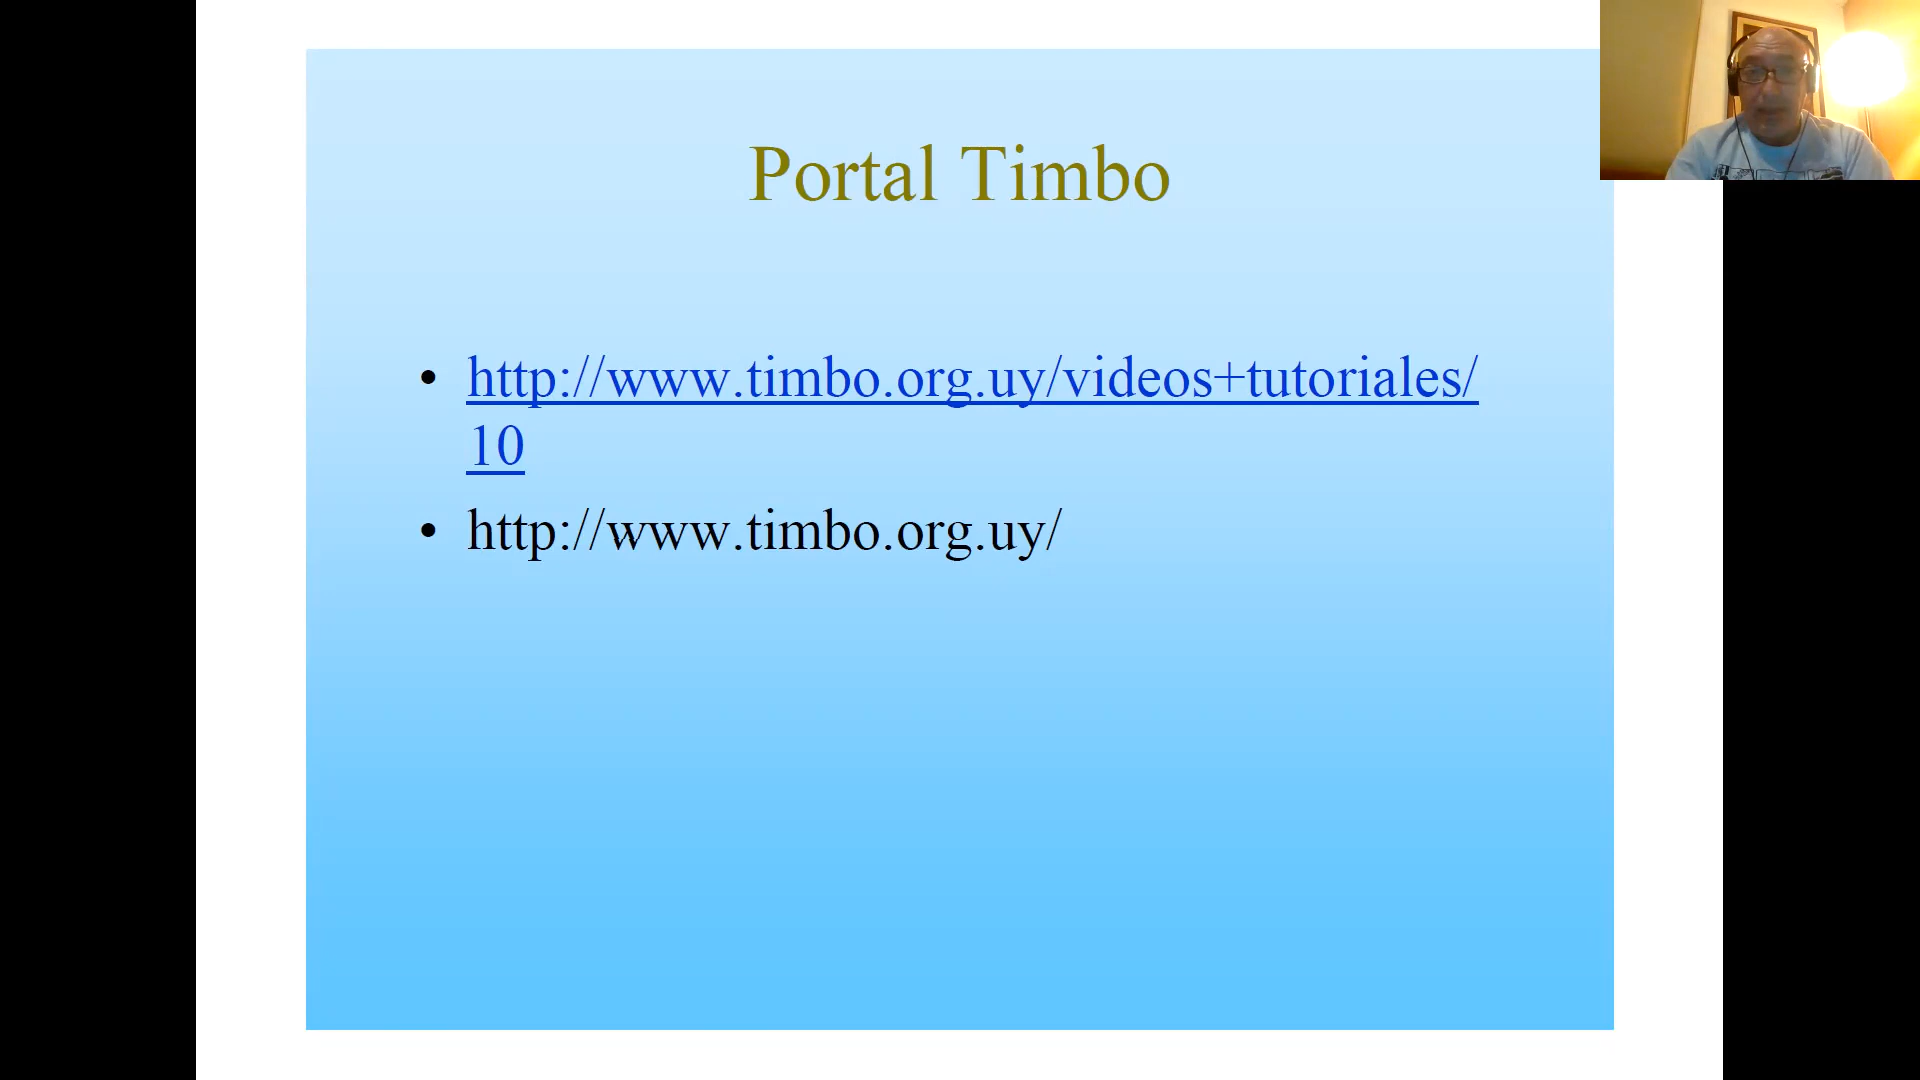 Portal Timbo
• http://www.timbo.org.uy/videos+tutoriales/
10
• http://www.timbo.org.uy/